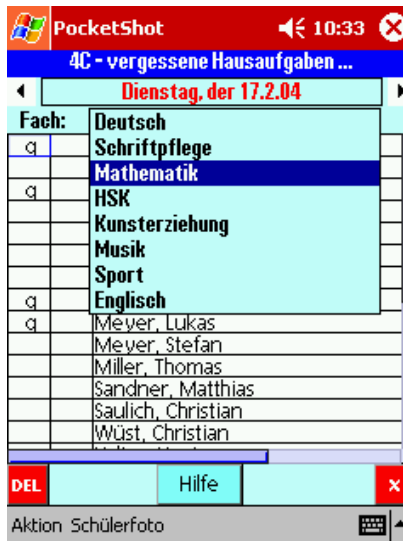 PocketShot 10:33
4C - vergessene Hausaufgaben ...
Dienstag, der 17.2.04
Fach:
Deutsch
q Schriftpflege
Mathematik
q HSK
Kunsterziehung
Musik
Sport
q Englisch
q Meyer, Lukas
Meyer, Stefan
Miller, Thomas
Sandner, Matthias
Saulich, Christian
Wüst, Christian
DEL Hilfe x
Aktion Schülerfoto